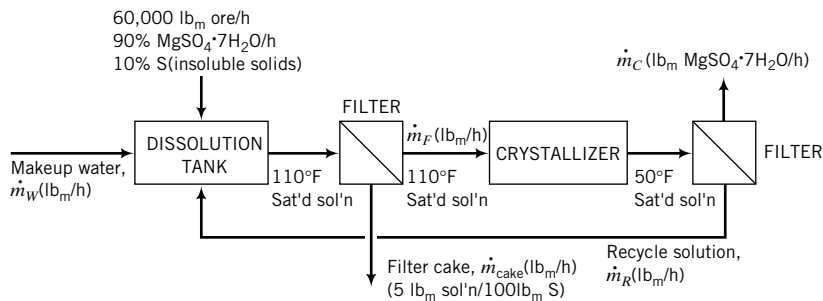 60,000 lbm ore/h
90% MgSO4•7H2O/h
10% S(insoluble solids)
ṁC (lbm MgSO4•7H2O/h)
FILTER
DISSOLUTION
TANK
ṁF(lbm/h)
CRYSTALLIZER
FILTER
Makeup water,
ṁW(lbm/h)
110°F
Sat'd sol'n
110°F
Sat'd sol'n
50°F
Sat'd sol'n
Filter cake, ṁcake(lbm/h)
(5 lbm sol'n/100lbm S)
Recycle solution,
ṁR(lbm/h)